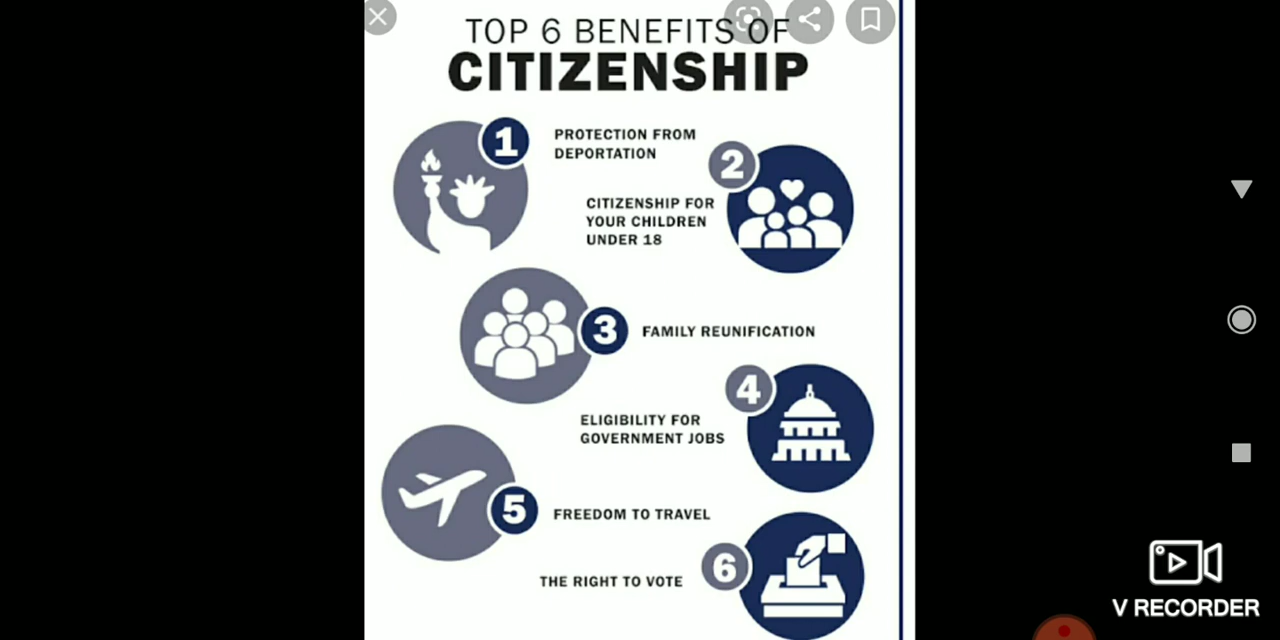 TOP 6 BENEFITS OF
CITIZENSHIP
1
PROTECTION FROM
DEPORTATION
2
CITIZENSHIP FOR
YOUR CHILDREN
UNDER 18
3
FAMILY REUNIFICATION
4
ELIGIBILITY FOR
GOVERNMENT JOBS
5
FREEDOM TO TRAVEL
6
THE RIGHT TO VOTE
V RECORDER